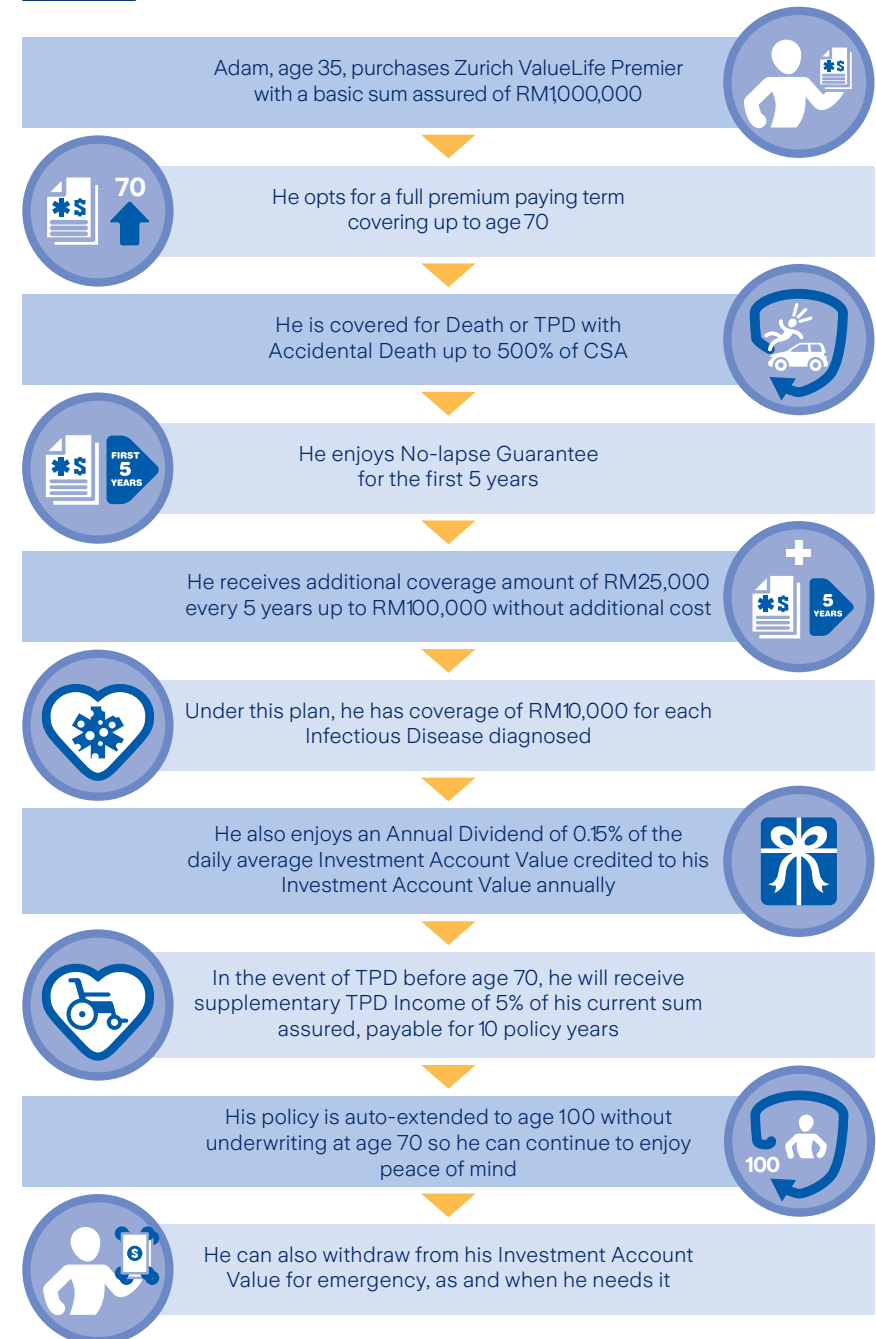 Adam, age 35, purchases Zurich ValueLife Premier
with a basic sum assured of RM1,000,000
*$
70
*$
He opts for a full premium paying term
covering up to age 70
He is covered for Death or TPD with
Accidental Death up to 500% of CSA
*$
FIRST
5
YEARS
He enjoys No-lapse Guarantee
for the first 5 years
He receives additional coverage amount of RM25,000
every 5 years up to RM100,000 without additional cost
+
*$
5
YEARS
Under this plan, he has coverage of RM10,000 for each
Infectious Disease diagnosed
He also enjoys an Annual Dividend of 0.15% of the
daily average Investment Account Value credited to his
Investment Account Value annually
In the event of TPD before age 70, he will receive
supplementary TPD Income of 5% of his current sum
assured, payable for 10 policy years
His policy is auto-extended to age 100 without
underwriting at age 70 so he can continue to enjoy
peace of mind
100
$
He can also withdraw from his Investment Account
Value for emergency, as and when he needs it